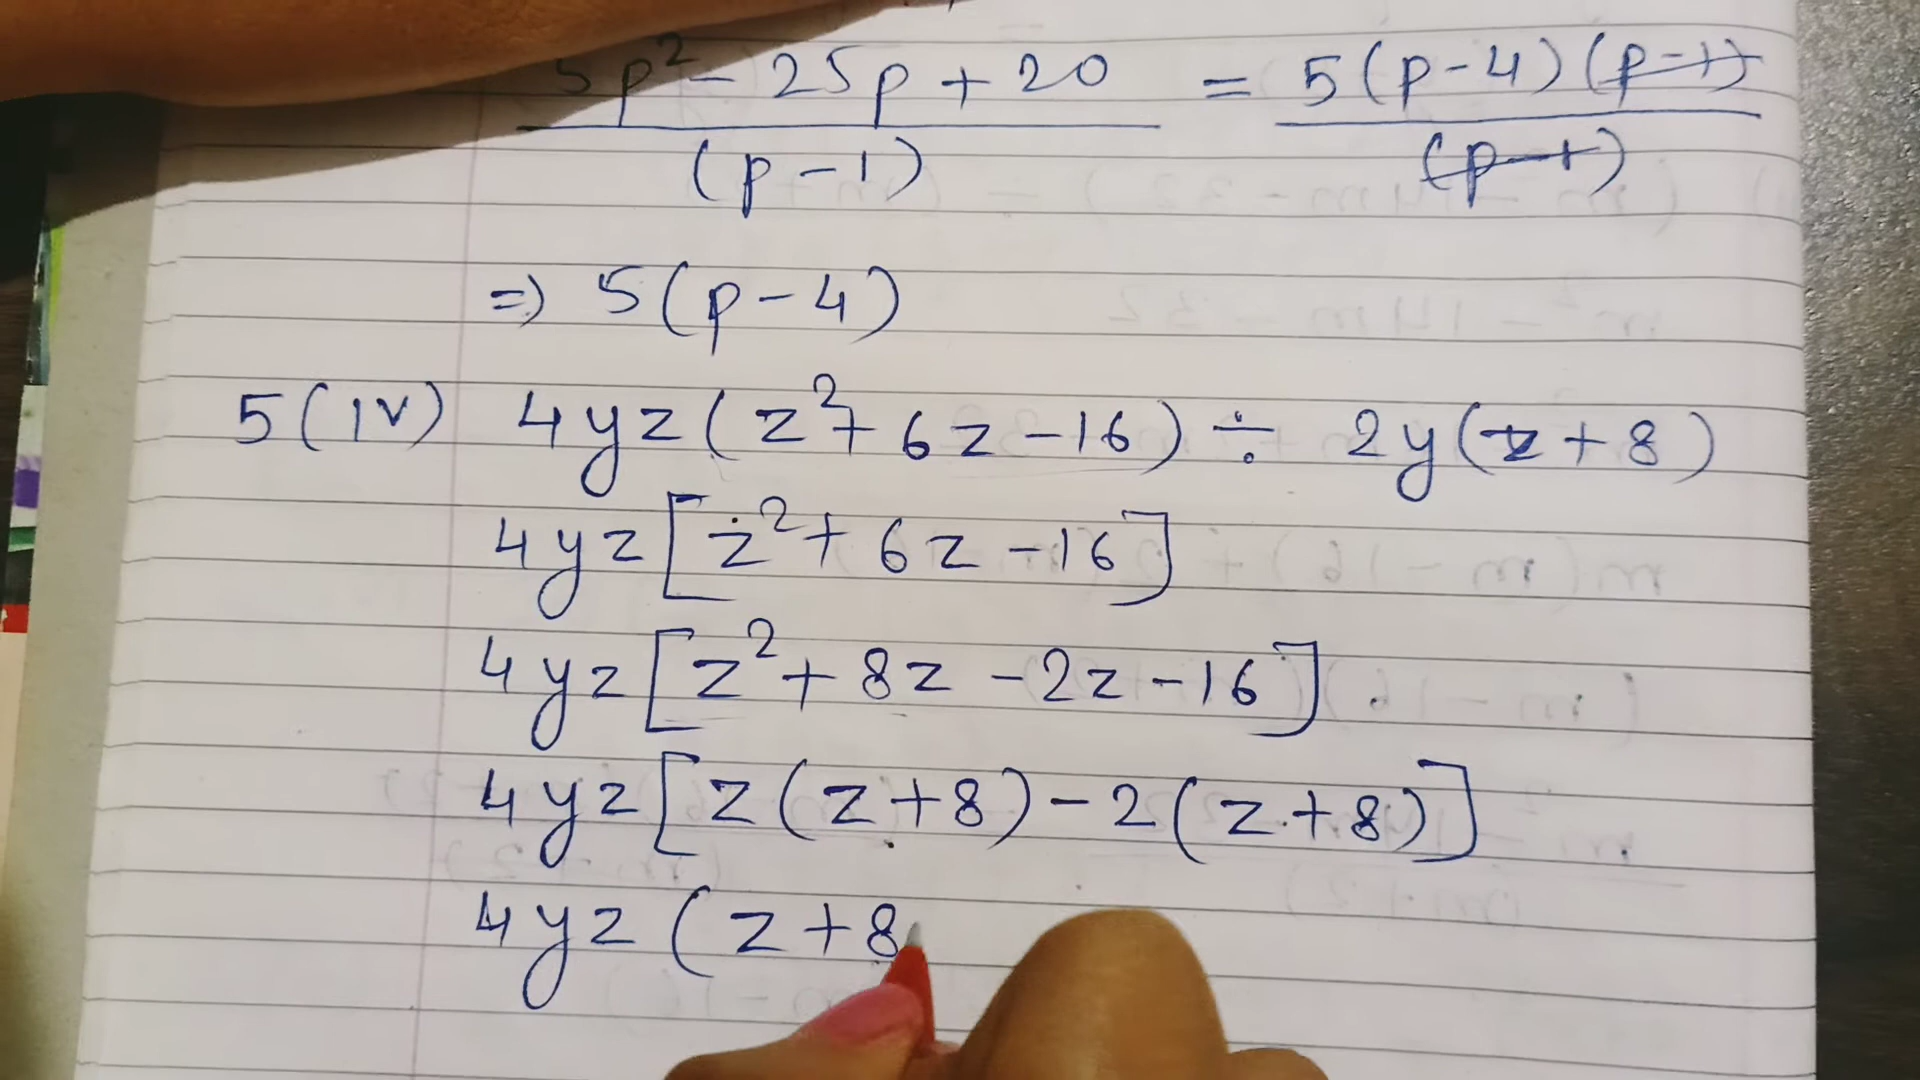 5p² - 25p + 20 = 5(p-4)(p-1)
(p-1) (p-1)
=> 5(p-4)
5(IV) 4yz(z²+6z-16) ÷ 2y(z+8)
4yz[z²+6z-16]
4yz[z²+8z-2z-16]
4yz[z(z+8)-2(z+8)]
4yz(z+8